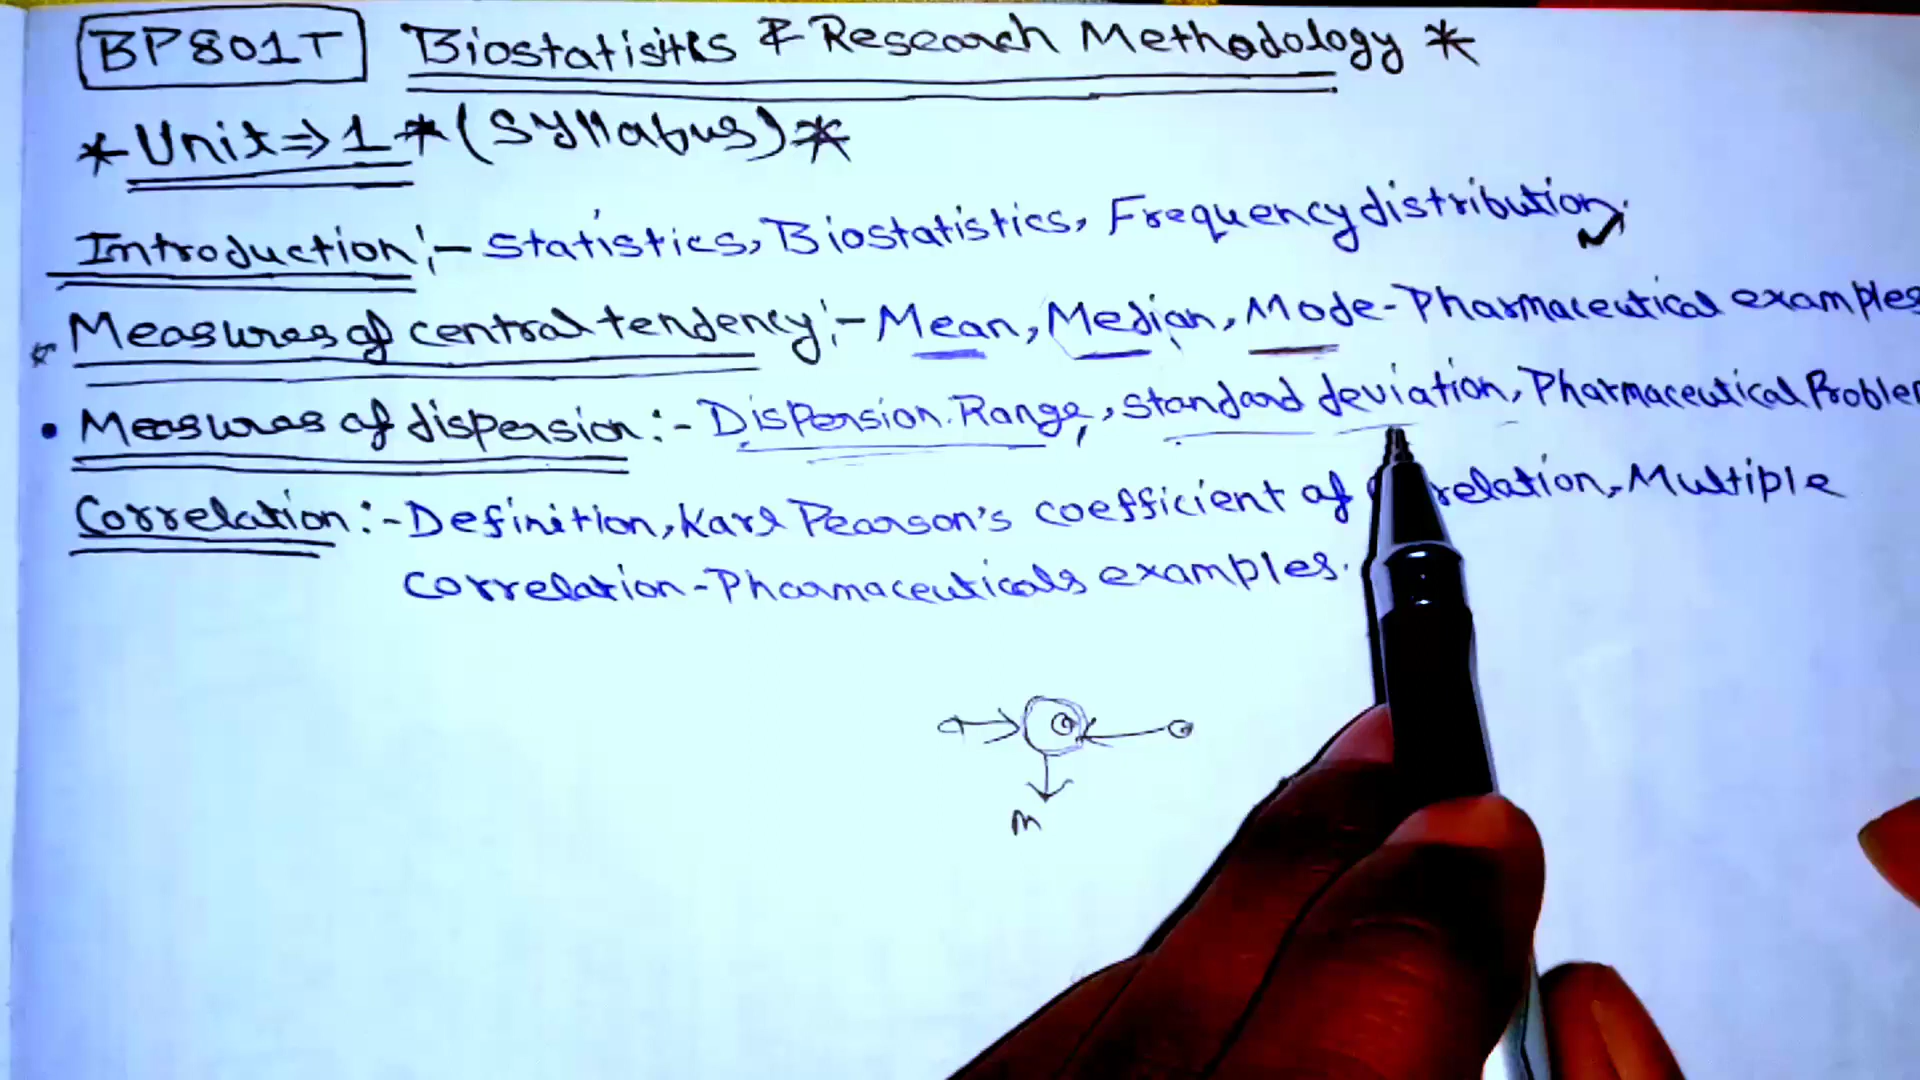 BP801T Biostatisitcs & Research Methodology *
* Unit ⇒ 1 * (Syllabus) *
Introduction :- Statistics, Biostatistics, Frequency distribution.
* Measures of central tendency :- Mean, Median, Mode - Pharmaceutical examples
• Measures of dispersion :- Dispersion. Range, standard deviation, Pharmaceutical Problem
Correlation :- Definition, Karl Pearson's coefficient of relation, Multiple
correlation - Pharmaceuticals examples.
m